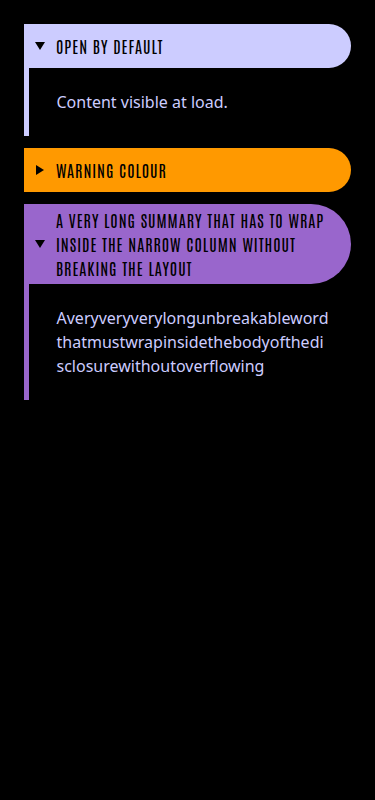 OPEN BY DEFAULT
Content visible at load.
WARNING COLOUR
A VERY LONG SUMMARY THAT HAS TO WRAP
INSIDE THE NARROW COLUMN WITHOUT
BREAKING THE LAYOUT
Averyveryverylongunbreakableword
thatmustwrapinsidethebodyofthedi
sclosurewithoutoverflowing